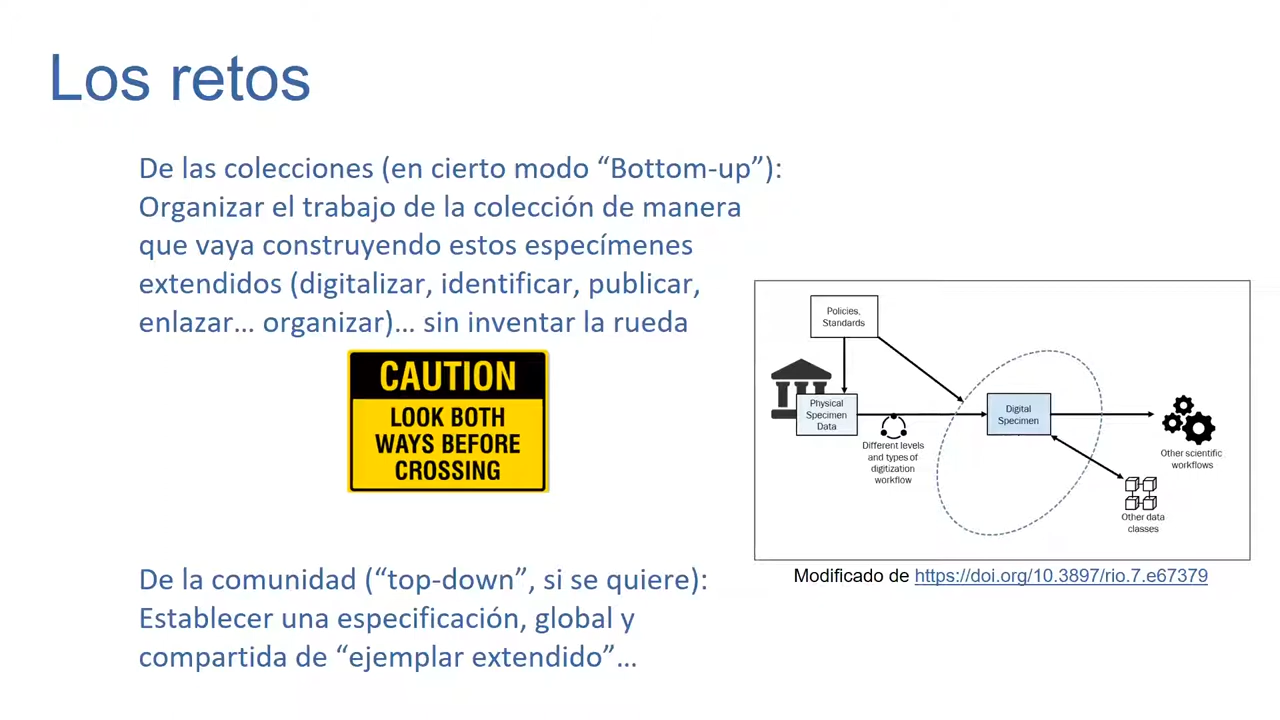 Los retos
De las colecciones (en cierto modo “Bottom-up”):
Organizar el trabajo de la colección de manera
que vaya construyendo estos especímenes
extendidos (digitalizar, identificar, publicar,
enlazar… organizar)… sin inventar la rueda
CAUTION
LOOK BOTH
WAYS BEFORE
CROSSING
De la comunidad (“top-down”, si se quiere):
Establecer una especificación, global y
compartida de “ejemplar extendido”…
Policies,
Standards
Physical
Specimen
Data
Different levels
and types of
digitization
workflow
Digital
Specimen
Other scientific
workflows
Other data
classes
Modificado de https://doi.org/10.3897/rio.7.e67379